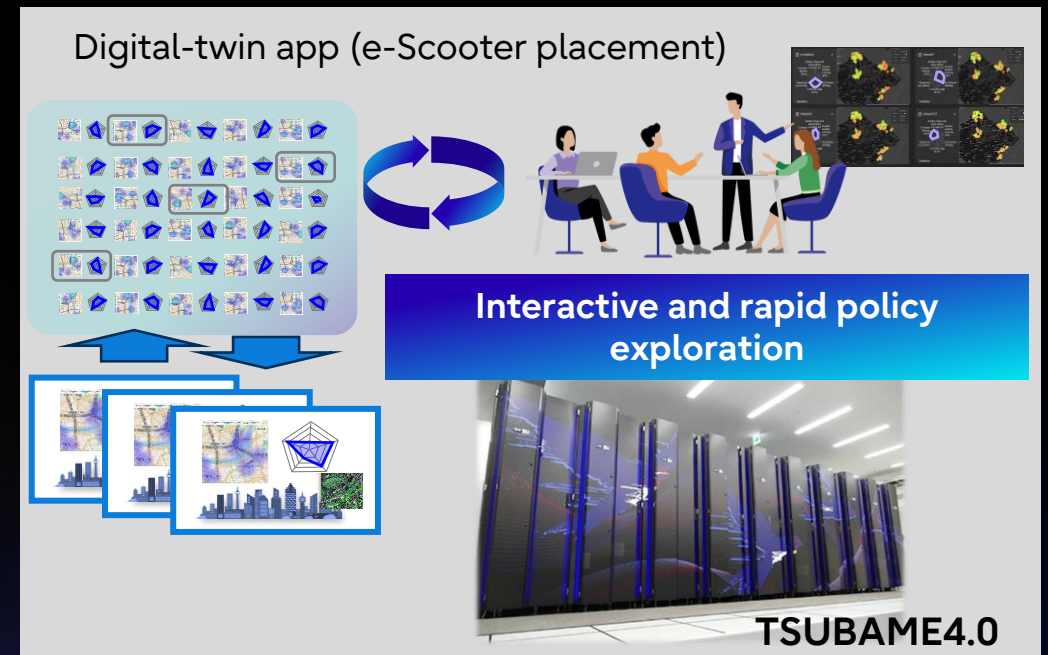 Digital-twin app (e-Scooter placement)
Interactive and rapid policy
exploration
TSUBAME4.0